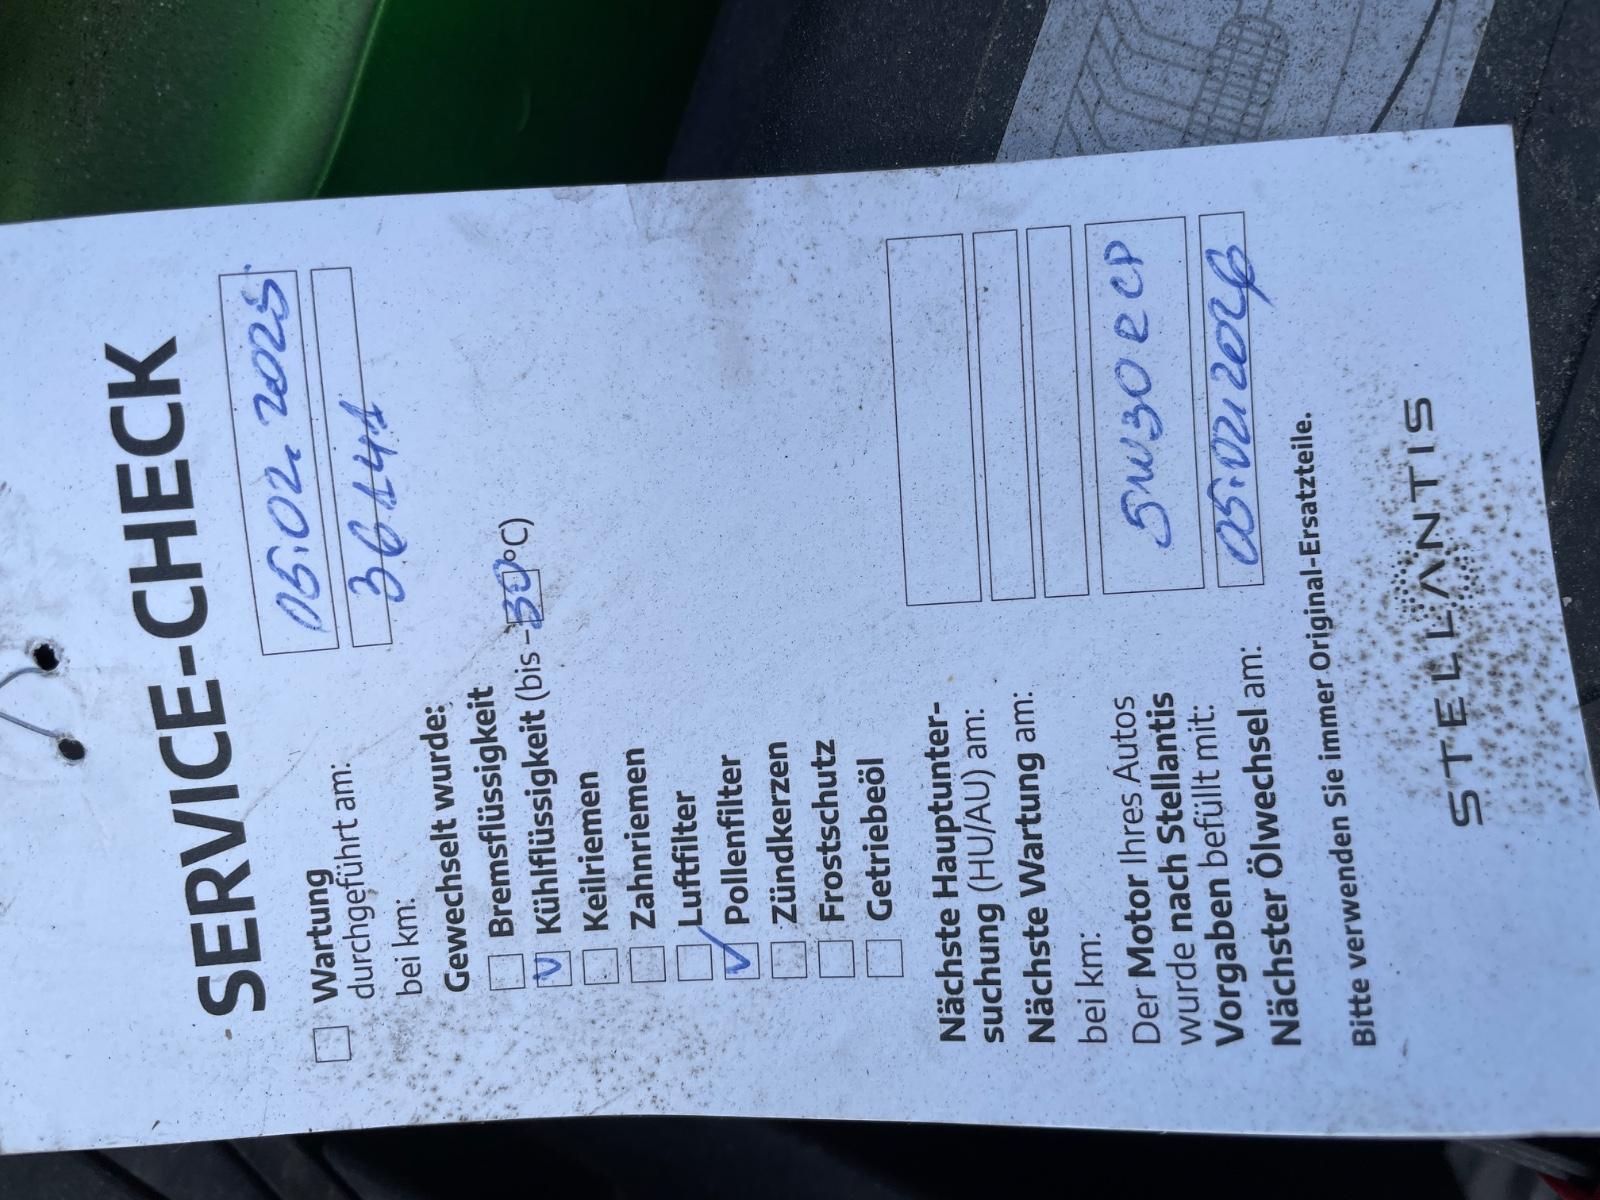 SERVICE-CHECK
Wartung
durchgeführt am: 05.02.2025
bei km: 36141
Gewechselt wurde:
Bremsflüssigkeit
v Kühlflüssigkeit (bis -30°C)
Keilriemen
Zahnriemen
Luftfilter
✓ Pollenfilter
Zündkerzen
Frostschutz
Getriebeöl
Nächste Hauptunter-
suchung (HU/AU) am:
Nächste Wartung am:
bei km:
Der Motor Ihres Autos
wurde nach Stellantis 5W30
Vorgaben befüllt mit:
Nächster Ölwechsel am: 05.02.2026
Bitte verwenden Sie immer Original-Ersatzteile.
STELLANTIS